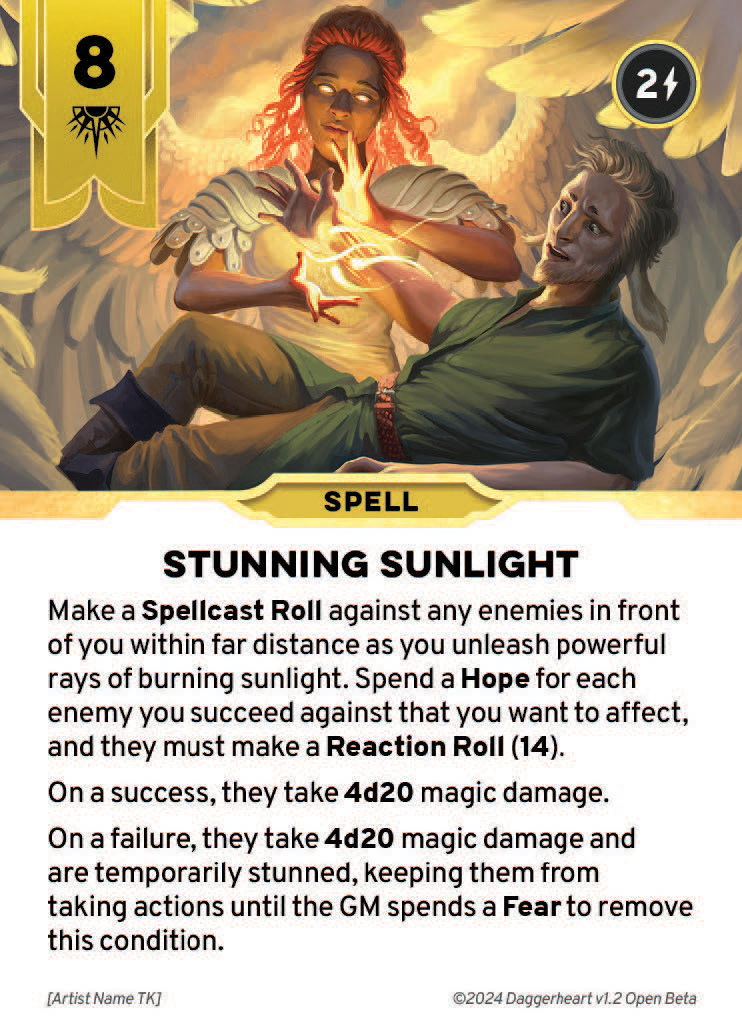 8
2
SPELL
STUNNING SUNLIGHT
Make a Spellcast Roll against any enemies in front
of you within far distance as you unleash powerful
rays of burning sunlight. Spend a Hope for each
enemy you succeed against that you want to affect,
and they must make a Reaction Roll (14).
On a success, they take 4d20 magic damage.
On a failure, they take 4d20 magic damage and
are temporarily stunned, keeping them from
taking actions until the GM spends a Fear to remove
this condition.
[Artist Name TK]
©2024 Daggerheart v1.2 Open Beta